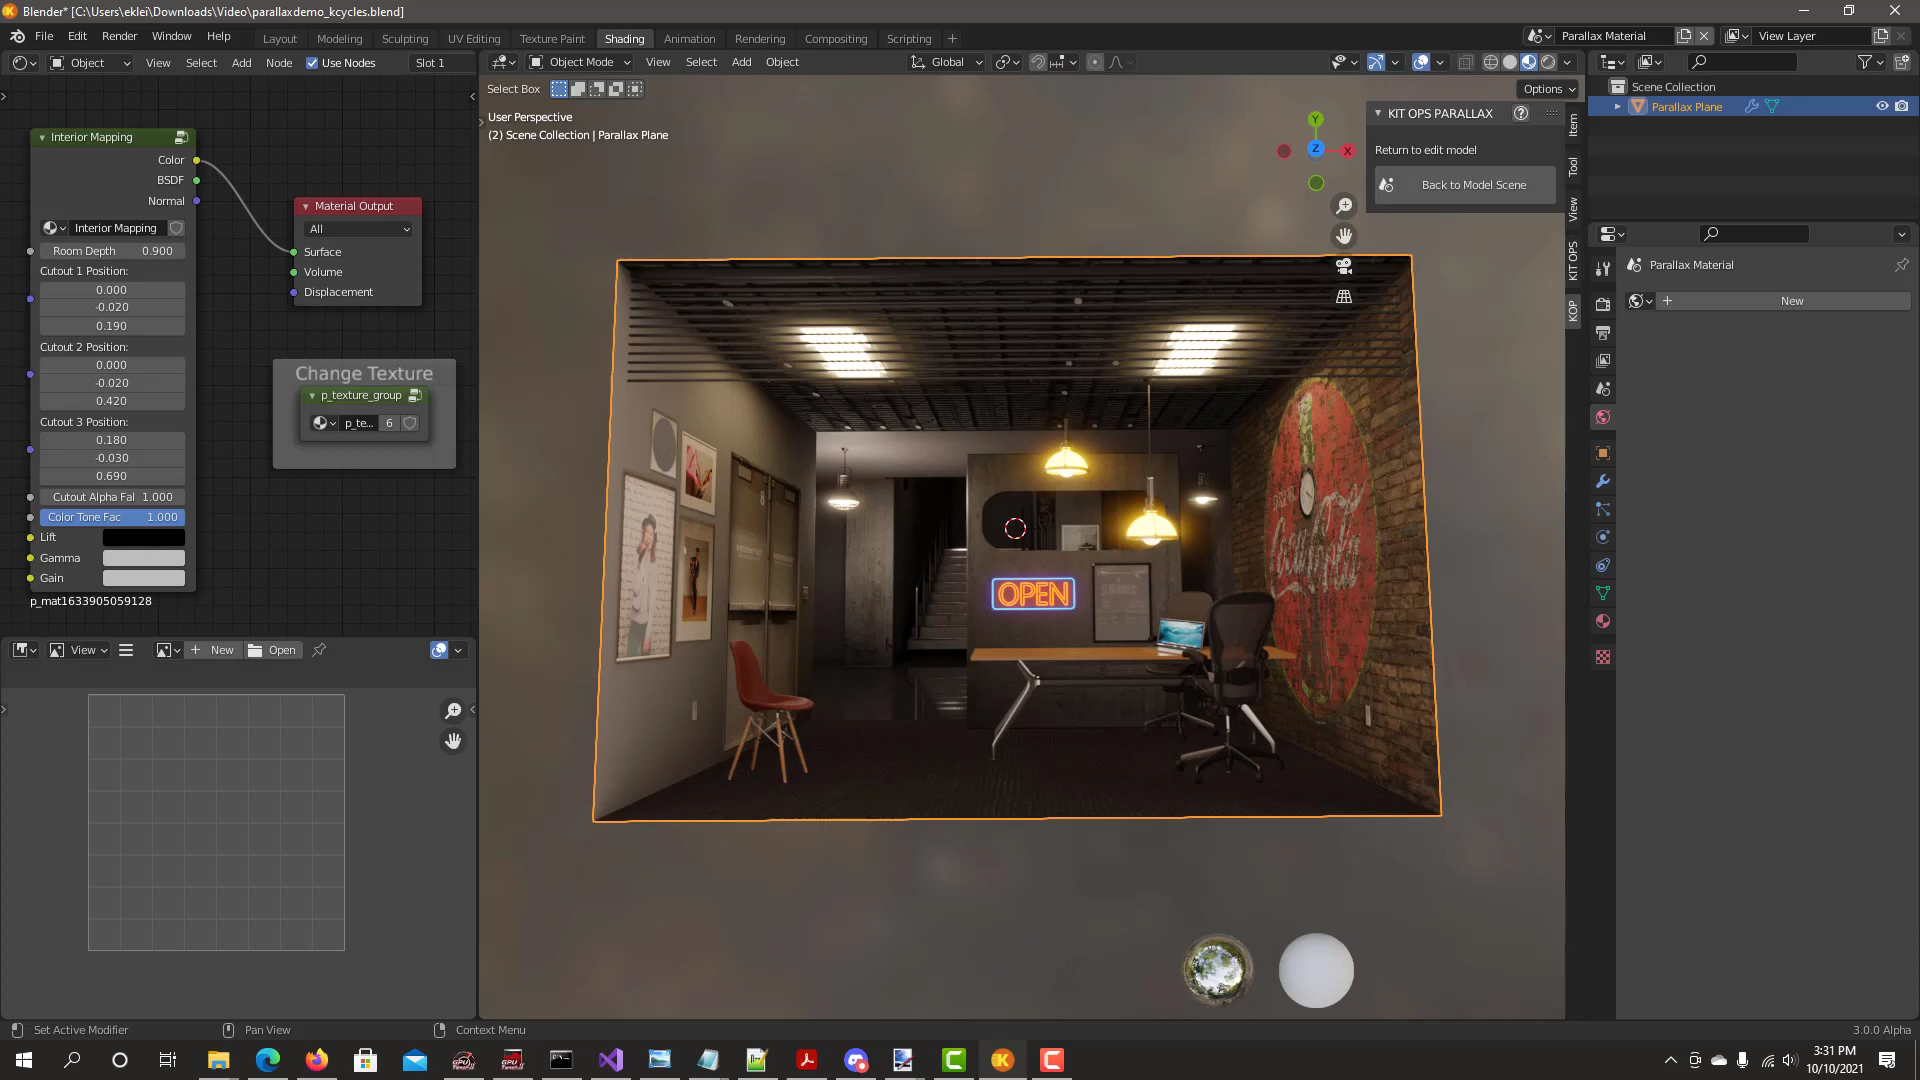 Blender* [C:\Users\eklei\Downloads\Video\parallaxdemo_kcycles.blend]
File Edit Render Window Help
Layout Modeling Sculpting UV Editing Texture Paint Shading Animation Rendering Compositing Scripting +
Parallax Material
View Layer
Object View Select Add Node Use Nodes Slot 1
Object Mode View Select Add Object
Global
Select Box
Options
User Perspective
(2) Scene Collection | Parallax Plane
Interior Mapping
Color
BSDF
Normal
Interior Mapping
Room Depth 0.900
Cutout 1 Position:
0.000
-0.020
0.190
Cutout 2 Position:
0.000
-0.020
0.420
Cutout 3 Position:
0.180
-0.030
0.690
Cutout Alpha Fal 1.000
Color Tone Fac 1.000
Lift
Gamma
Gain
p_mat1633905059128
Material Output
All
Surface
Volume
Displacement
Change Texture
p_texture_group
p_te... 6
View
+ New
Open
Y
Z
X
KIT OPS PARALLAX
Return to edit model
Back to Model Scene
Item
Tool
View
KIT OPS
KOP
OPEN
Scene Collection
Parallax Plane
Parallax Material
+ New
Set Active Modifier
Pan View
Context Menu
3.0.0 Alpha
3:31 PM
10/10/2021